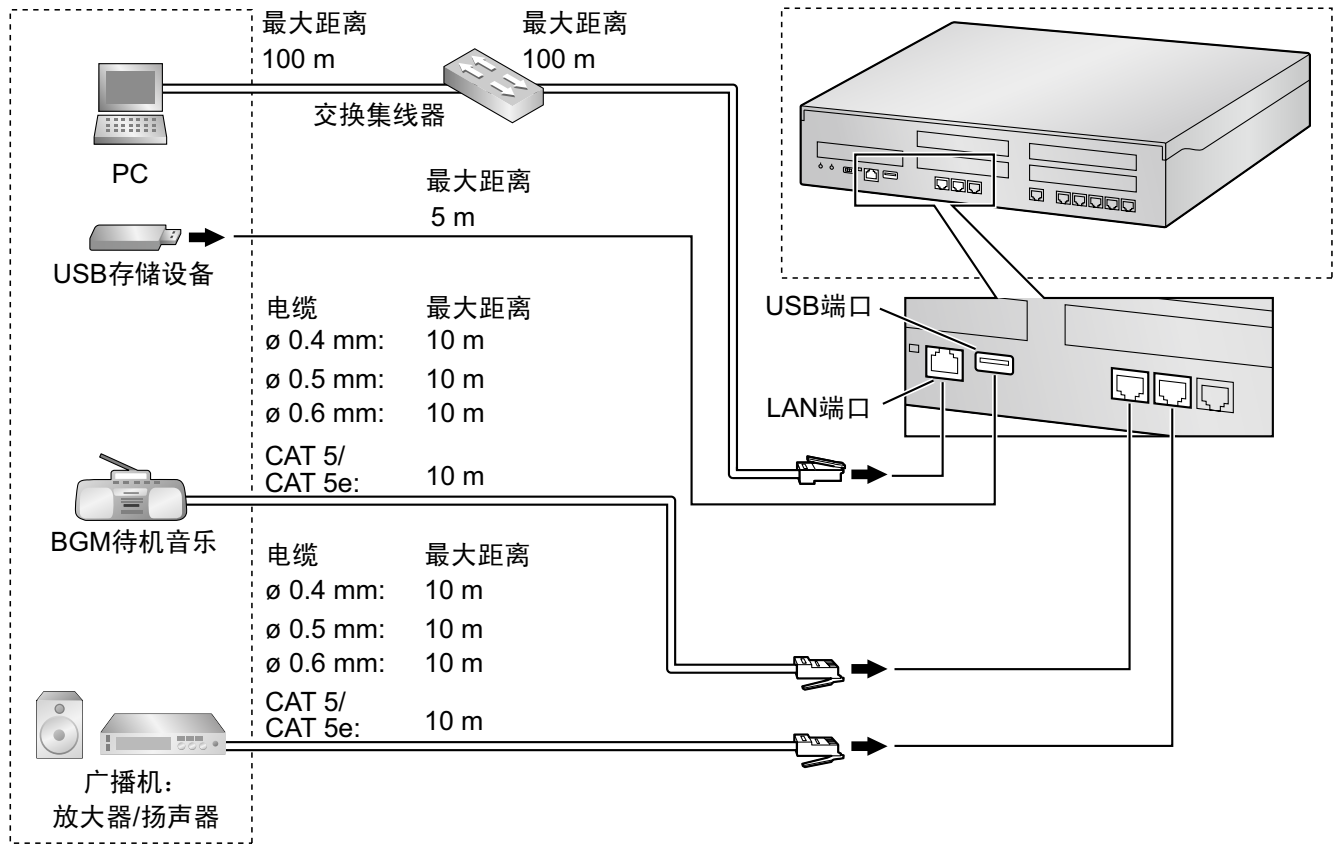 最大距离
100 m
最大距离
100 m
交换集线器
PC
最大距离
5 m
USB存储设备
电缆 最大距离
ø 0.4 mm: 10 m
ø 0.5 mm: 10 m
ø 0.6 mm: 10 m
CAT 5/
CAT 5e: 10 m
USB端口
LAN端口
BGM待机音乐
电缆 最大距离
ø 0.4 mm: 10 m
ø 0.5 mm: 10 m
ø 0.6 mm: 10 m
CAT 5/
CAT 5e: 10 m
广播机：
放大器/扬声器